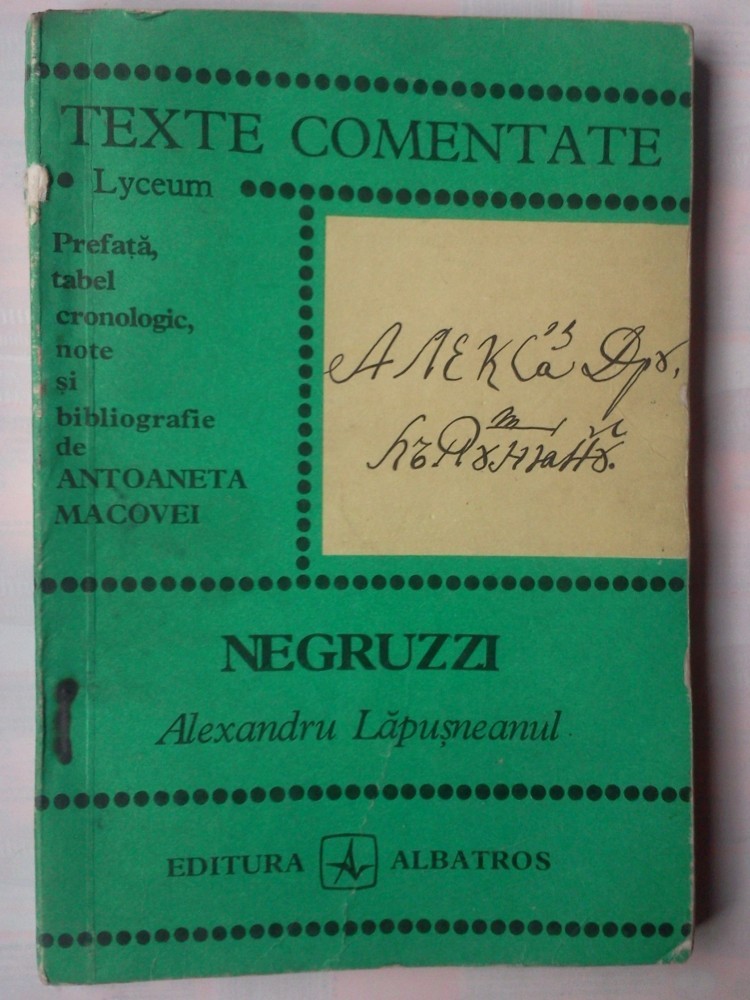 TEXTE COMENTATE
Lyceum
Prefață,
tabel
cronologic,
note
și
bibliografie
de
ANTOANETA
MACOVEI
NEGRUZZI
Alexandru Lăpușneanul
EDITURA ALBATROS